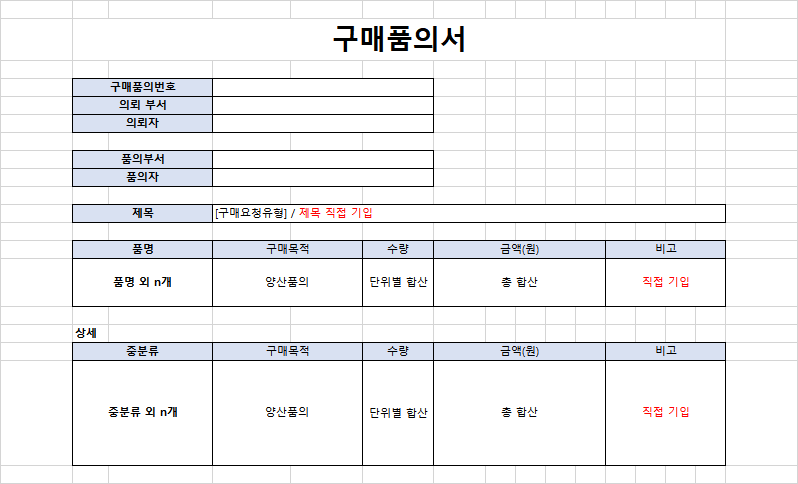 구매품의서
구매품의번호
의뢰 부서
의뢰자
품의부서
품의자
제목 [구매요청유형] / 제목 직접 기입
품명 구매목적 수량 금액(원) 비고
품명 외 n개 양산품의 단위별 합산 총 합산 직접 기입
상세
중분류 구매목적 수량 금액(원) 비고
중분류 외 n개 양산품의 단위별 합산 총 합산 직접 기입